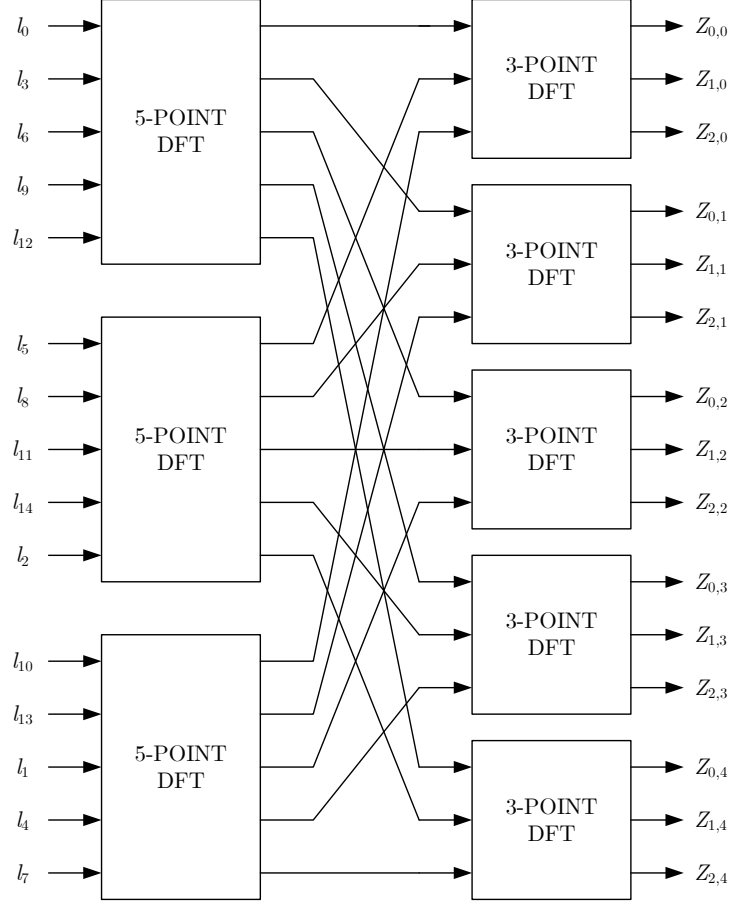 l0
l3
l6
l9
l12
5-POINT
DFT
l5
l8
l11
l14
l2
5-POINT
DFT
l10
l13
l1
l4
l7
5-POINT
DFT
3-POINT
DFT
Z0,0
Z1,0
Z2,0
3-POINT
DFT
Z0,1
Z1,1
Z2,1
3-POINT
DFT
Z0,2
Z1,2
Z2,2
3-POINT
DFT
Z0,3
Z1,3
Z2,3
3-POINT
DFT
Z0,4
Z1,4
Z2,4